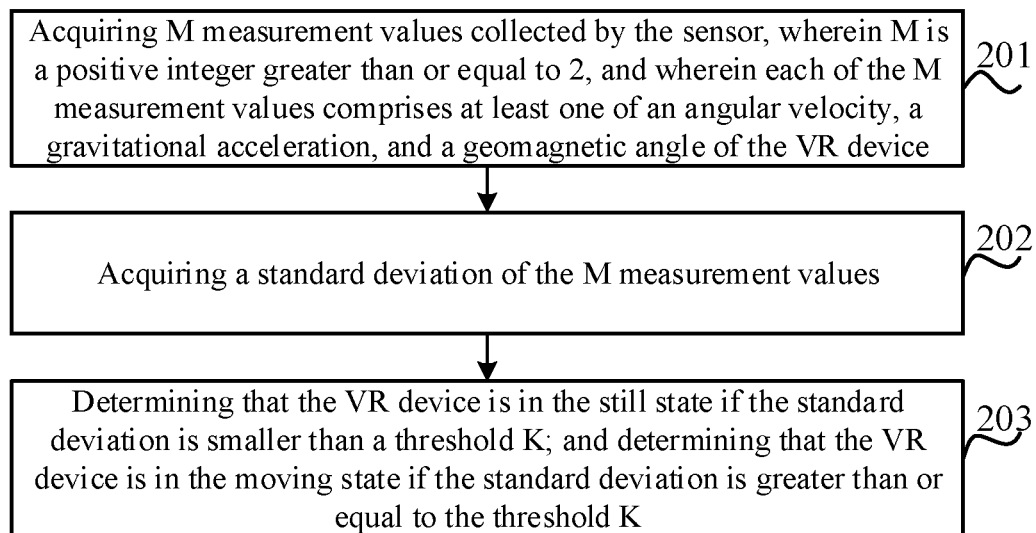 Acquiring M measurement values collected by the sensor, wherein M is
a positive integer greater than or equal to 2, and wherein each of the M
measurement values comprises at least one of an angular velocity, a
gravitational acceleration, and a geomagnetic angle of the VR device
201
Acquiring a standard deviation of the M measurement values
202
Determining that the VR device is in the still state if the standard
deviation is smaller than a threshold K; and determining that the VR
device is in the moving state if the standard deviation is greater than or
equal to the threshold K
203